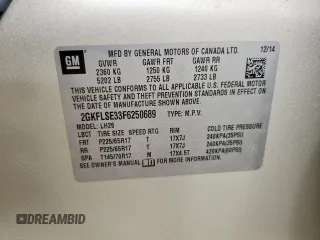 GM
MFD BY GENERAL MOTORS OF CANADA LTD. 12/14
GVWR GAWR FRT GAWR RR
2360 KG 1250 KG 1240 KG
5202 LB 2755 LB 2733 LB
THIS VEHICLE CONFORMS TO ALL APPLICABLE U.S. FEDERAL MOTOR
VEHICLE SAFETY AND THEFT PREVENTION STANDARDS IN EFFECT ON
THE DATE OF MANUFACTURE SHOWN ABOVE.
2GKFLSE33F6250689 TYPE: M.P.V.
MODEL: LH26
LBCT TIRE SIZE SPEED RTG RIM COLD TIRE PRESSURE
FRT P225/65R17 T 17X7J 240KPA(35PSI)
RR P225/65R17 T 17X7J 240KPA(35PSI)
SPA T145/70R17 M 17X4.5T 420KPA(60PSI)
DREAMBID